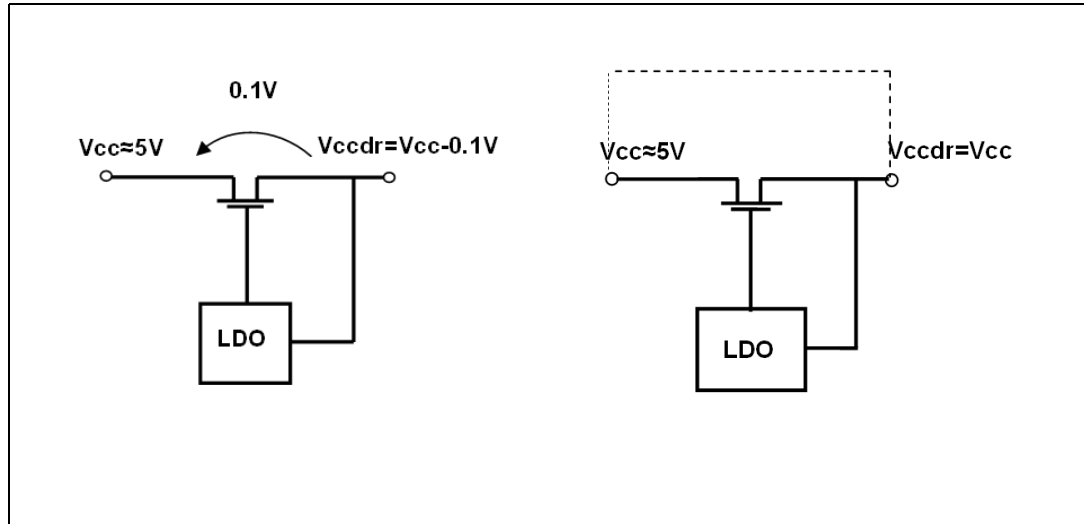 0.1V
Vcc≈5V
Vccdr=Vcc-0.1V
LDO
Vcc≈5V
Vccdr=Vcc
LDO